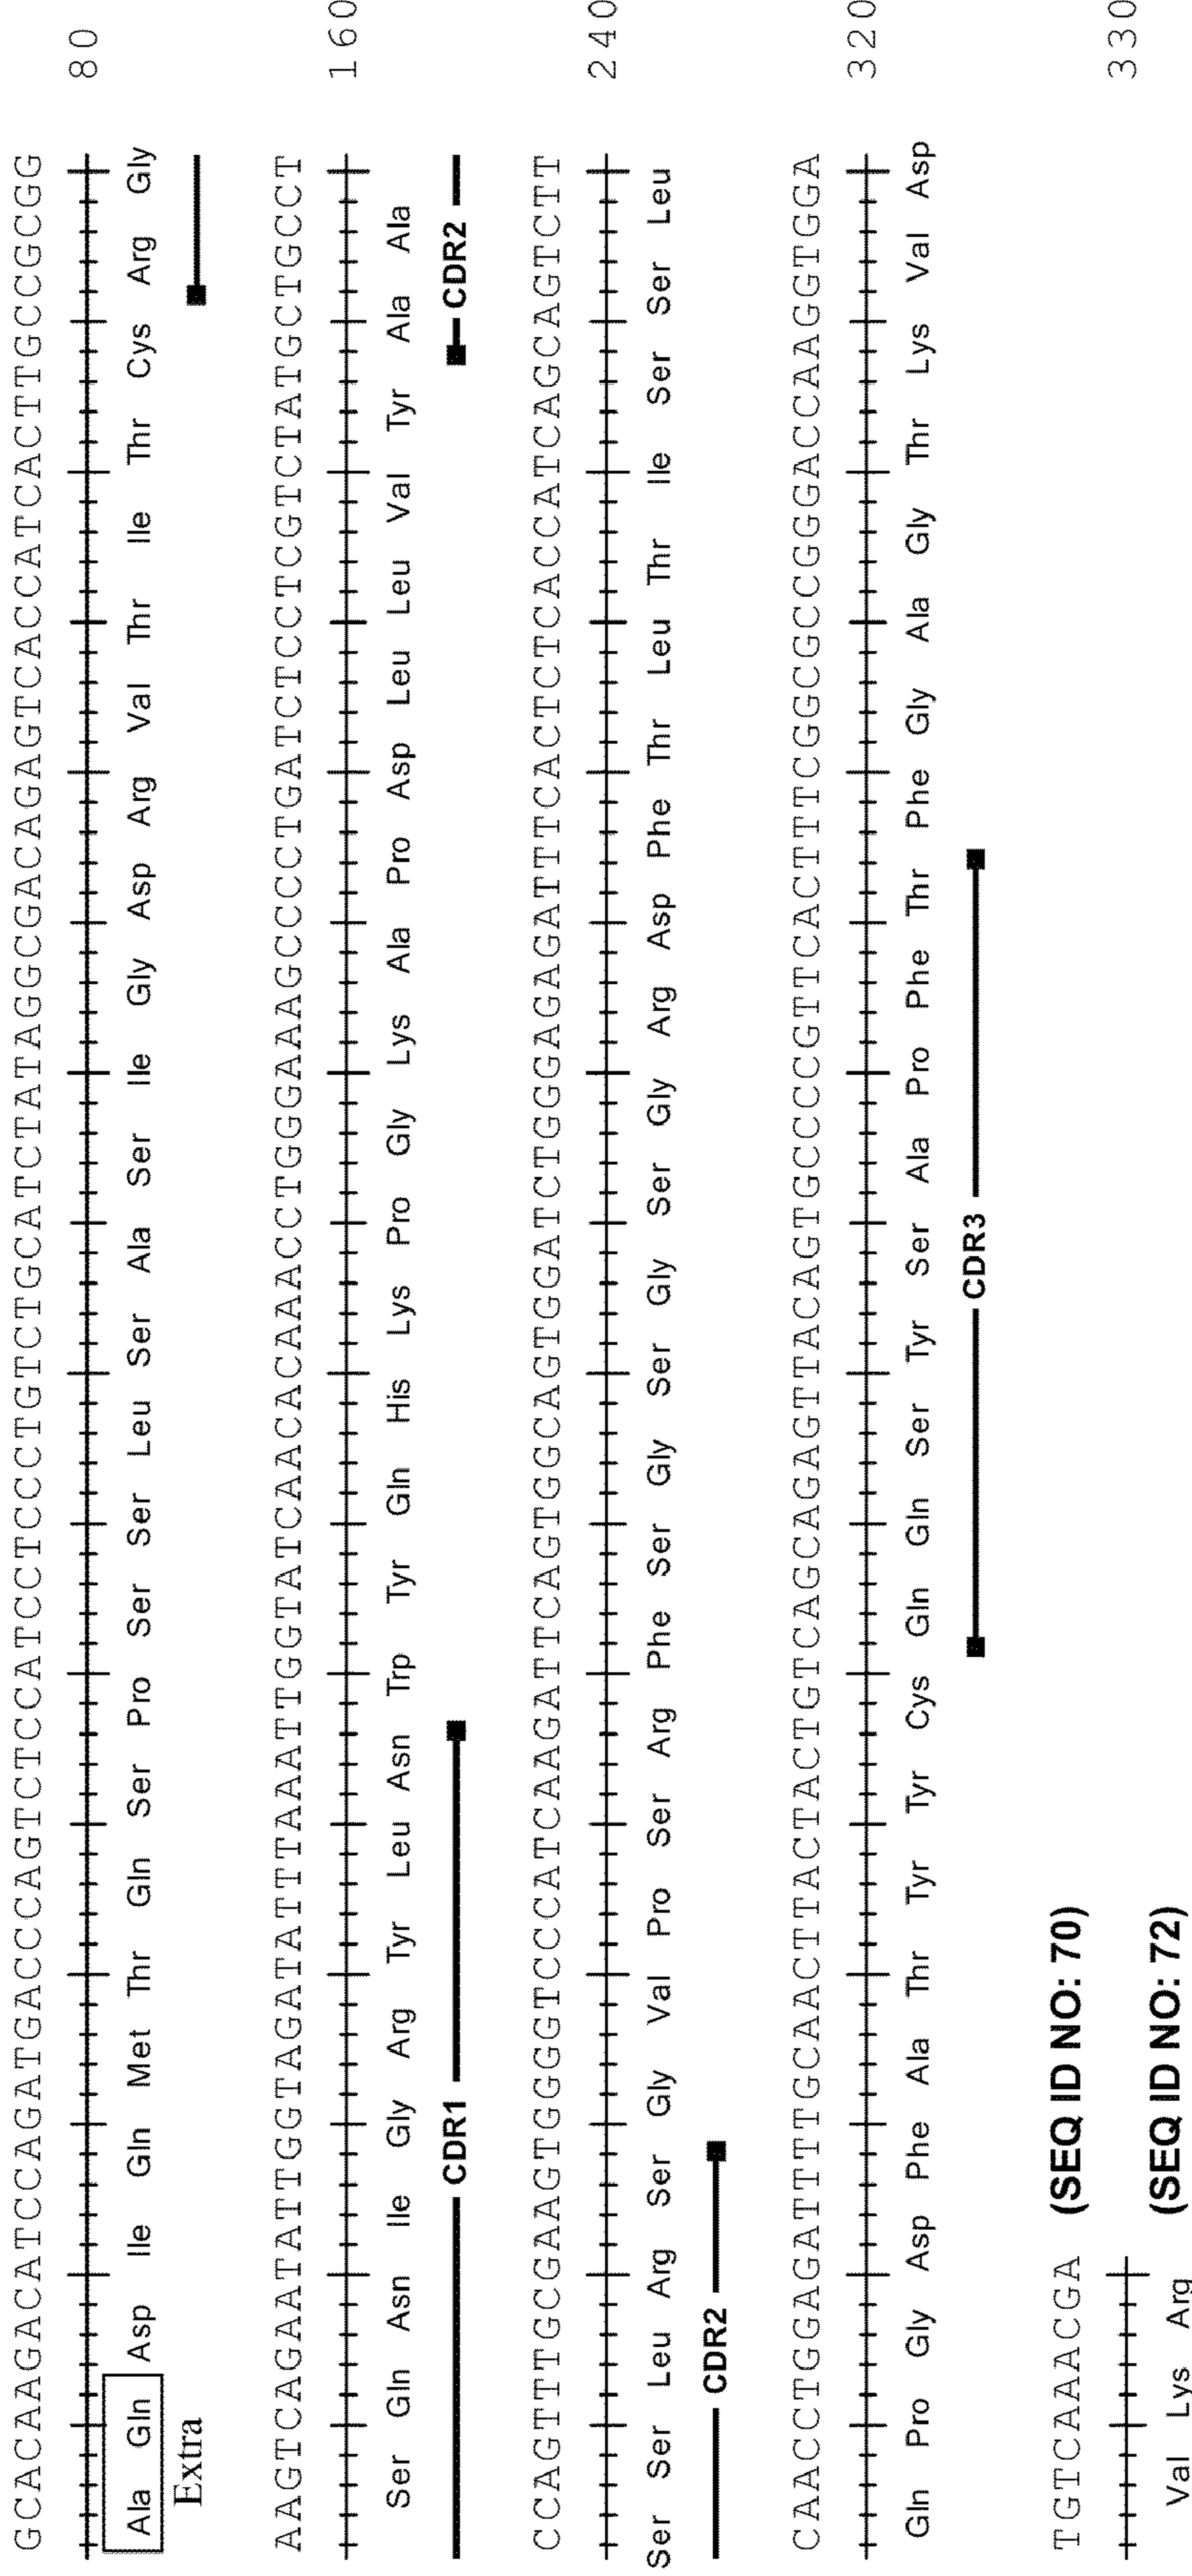 GCACAAGACATCCAGATGACCCAGTCTCCATCCTCCCTGTCTGCATCTATAGGCGACAGAGTCACCATCACTTGCCGCGG
80
Ala Gln Asp Ile Gln Met Thr Gln Ser Pro Ser Ser Leu Ser Ala Ser Ile Gly Asp Arg Val Thr Ile Thr Cys Arg Gly
Extra
AAGTCAGAATATTGGTAGATATTTAAATTGGTATCAACACAAACCTGGGAAAGCCCCTGATCTCCTCGTCTATGCTGCCT
160
Ser Gln Asn Ile Gly Arg Tyr Leu Asn Trp Tyr Gln His Lys Pro Gly Lys Ala Pro Asp Leu Leu Val Tyr Ala Ala
CDR1 CDR2
CCAGTTTGCGAAGTGGGGTCCCATCAAGATTCAGTGGCAGTGGATCTGGGAGAGATTTCACTCTCACCATCAGCAGTCTT
240
Ser Ser Leu Arg Ser Gly Val Pro Ser Arg Phe Ser Gly Ser Gly Ser Gly Arg Asp Phe Thr Leu Thr Ile Ser Ser Leu
CDR2
CAACCTGGAGATTTTGCAACTTACTACTGTCAGCAGAGTTACAGTGCCCCGTTCACTTTCGGCGCCGGGACCAAGGTGGA
320
Gln Pro Gly Asp Phe Ala Thr Tyr Tyr Cys Gln Gln Ser Tyr Ser Ala Pro Phe Thr Phe Gly Ala Gly Thr Lys Val Asp
CDR3
TGTCAAACGA (SEQ ID NO: 70)
330
Val Lys Arg (SEQ ID NO: 72)